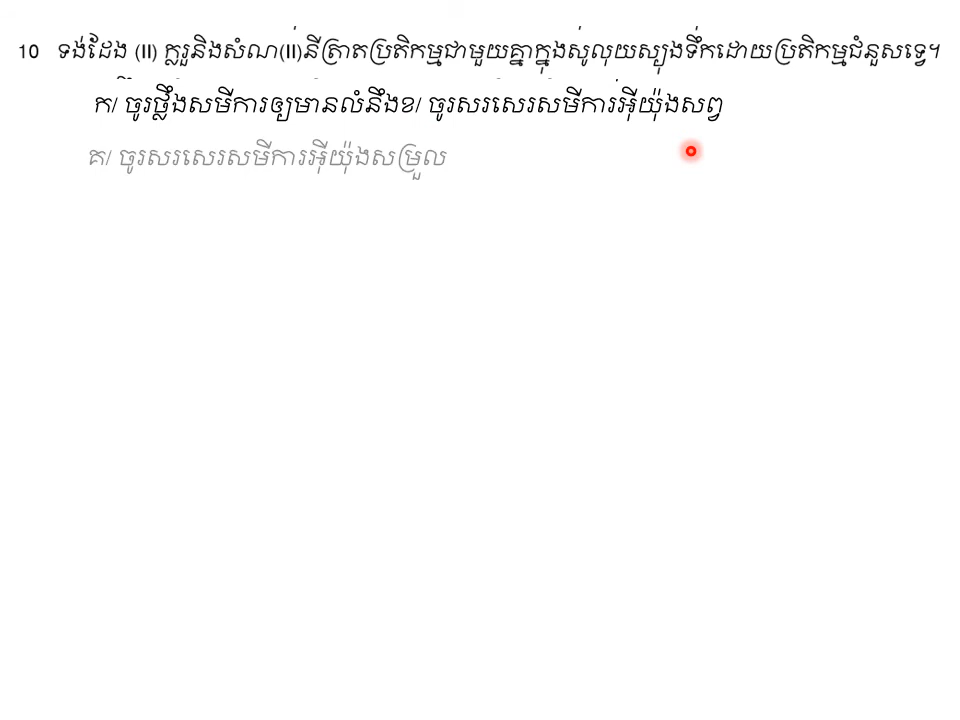 10 ទង់ដែង (II) ក្លរួនិងសំណ(II)នីត្រាតប្រតិកម្មជាមួយគ្នាក្នុងសូលុយស្យុងទឹកដោយប្រតិកម្មជំនួសទ្វេ។
ក/ ចូរថ្លឹងសមីការឲ្យមានលំនឹងខ/ ចូរសរសេរសមីការអ៊ីយ៉ុងសព្វ
គ/ ចូរសរសេរសមីការអ៊ីយ៉ុងសម្រួល